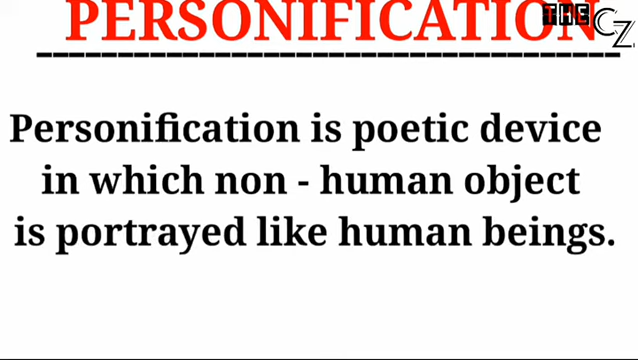 PERSONIFICATION
THE CZ
Personification is poetic device
in which non - human object
is portrayed like human beings.